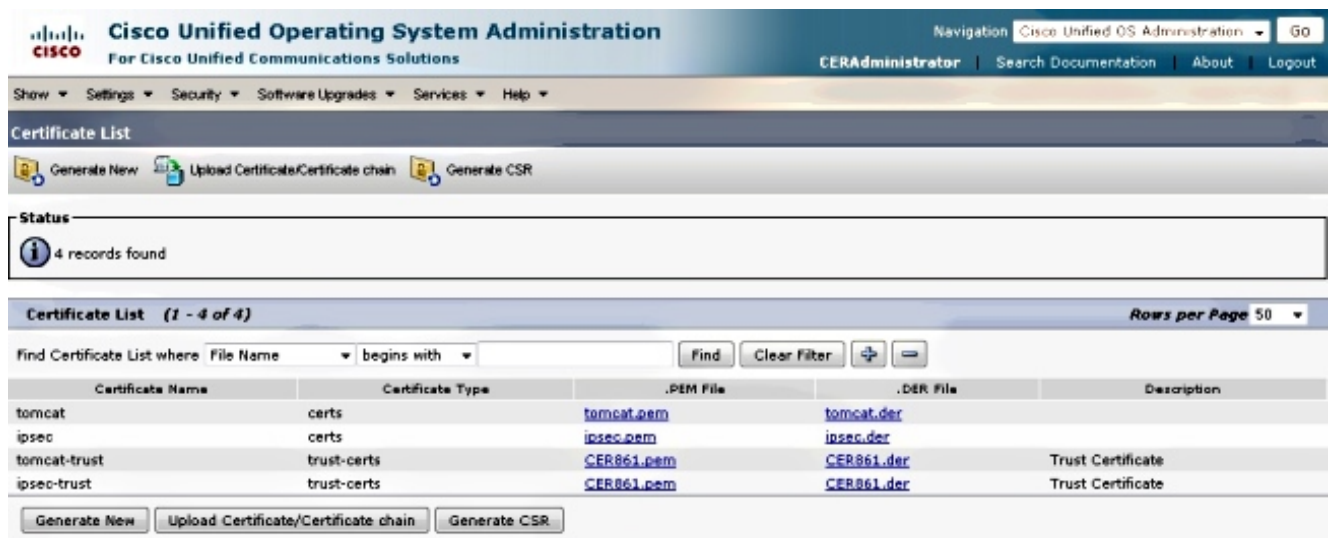 Cisco Unified Operating System Administration
For Cisco Unified Communications Solutions
CISCO
Navigation Cisco Unified OS Administration Go
CERAdministrator | Search Documentation | About | Logout
Show Settings Security Software Upgrades Services Help
Certificate List
Generate New Upload Certificate/Certificate chain Generate CSR
Status
4 records found
Certificate List (1 - 4 of 4) Rows per Page 50
Find Certificate List where File Name begins with Find Clear Filter
Certificate Name Certificate Type .PEM File .DER File Description
tomcat certs tomcat.pem tomcat.der
ipsec certs ipsec.pem ipsec.der
tomcat-trust trust-certs CER861.pem CER861.der Trust Certificate
ipsec-trust trust-certs CER861.pem CER861.der Trust Certificate
Generate New Upload Certificate/Certificate chain Generate CSR